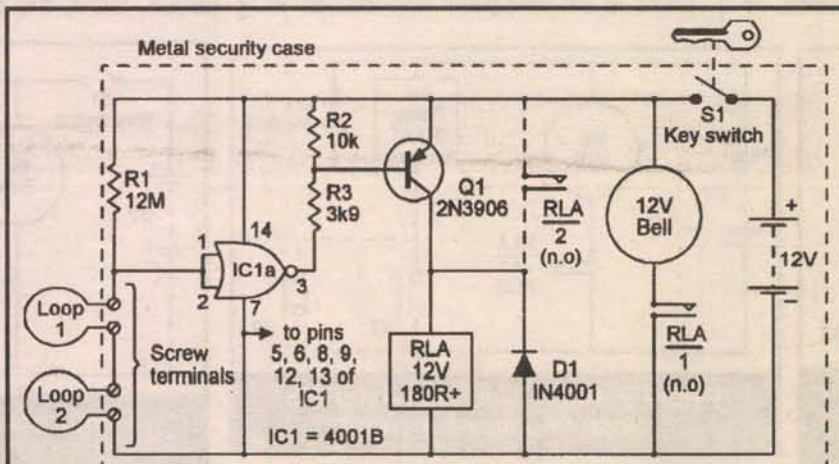 Metal security case
S1
Key switch
R1
12M
R2
10k
R3
3k9
Q1
2N3906
RLA
2
(n.o)
12V
Bell
+
12V
−
14
1
2
IC1a
3
7
Loop
1
Loop
2
Screw
terminals
to pins
5, 6, 8, 9,
12, 13 of
IC1
IC1 = 4001B
RLA
12V
180R+
D1
IN4001
RLA
1
(n.o)